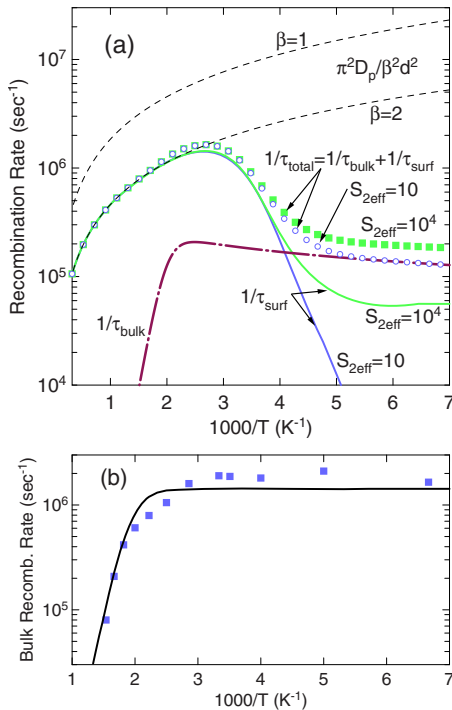 (a)
β=1
π²Dₚ/β²d²
β=2
1/τtotal=1/τbulk+1/τsurf
S2eff=10
S2eff=10⁴
1/τbulk
1/τsurf
S2eff=10⁴
S2eff=10
Recombination Rate (sec⁻¹)
10⁷
10⁶
10⁵
10⁴
1 2 3 4 5 6 7
1000/T (K⁻¹)
(b)
Bulk Recomb. Rate (sec⁻¹)
10⁶
10⁵
1 2 3 4 5 6 7
1000/T (K⁻¹)